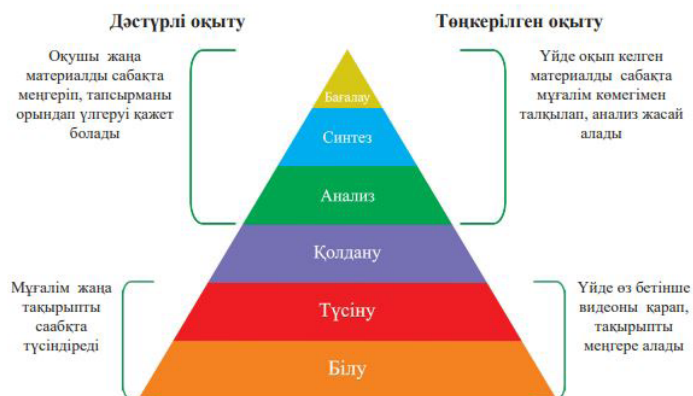 Дәстүрлі оқыту
Төңкерілген оқыту
Оқушы жаңа
материалды сабақта
меңгеріп, тапсырманы
орындап үлгеруі қажет
болады
Үйде оқып келген
материалды сабақта
мұғалім көмегімен
талқылап, анализ жасай
алады
Бағалау
Синтез
Анализ
Қолдану
Түсіну
Білу
Мұғалім жаңа
тақырыпты
саабқта
түсіндіреді
Үйде өз бетінше
видеоны қарап,
тақырыпты
меңгере алады